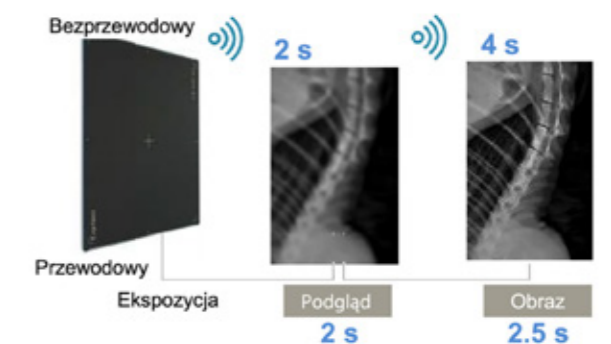 Bezprzewodowy
2 s
4 s
Przewodowy
Ekspozycja
Podgląd
Obraz
2 s
2.5 s